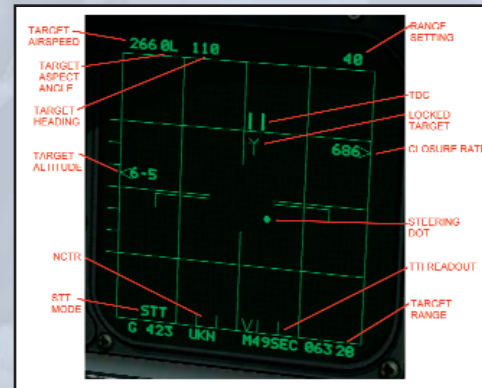 TARGET AIRSPEED
266 0L 110
40
RANGE SETTING
TARGET ASPECT ANGLE
TARGET HEADING
TDC
LOCKED TARGET
686
CLOSURE RATE
TARGET ALTITUDE
6-5
STEERING DOT
NCTR
TTI READOUT
STT MODE
STT
TARGET RANGE
G 423 UKN M49SEC 063 28